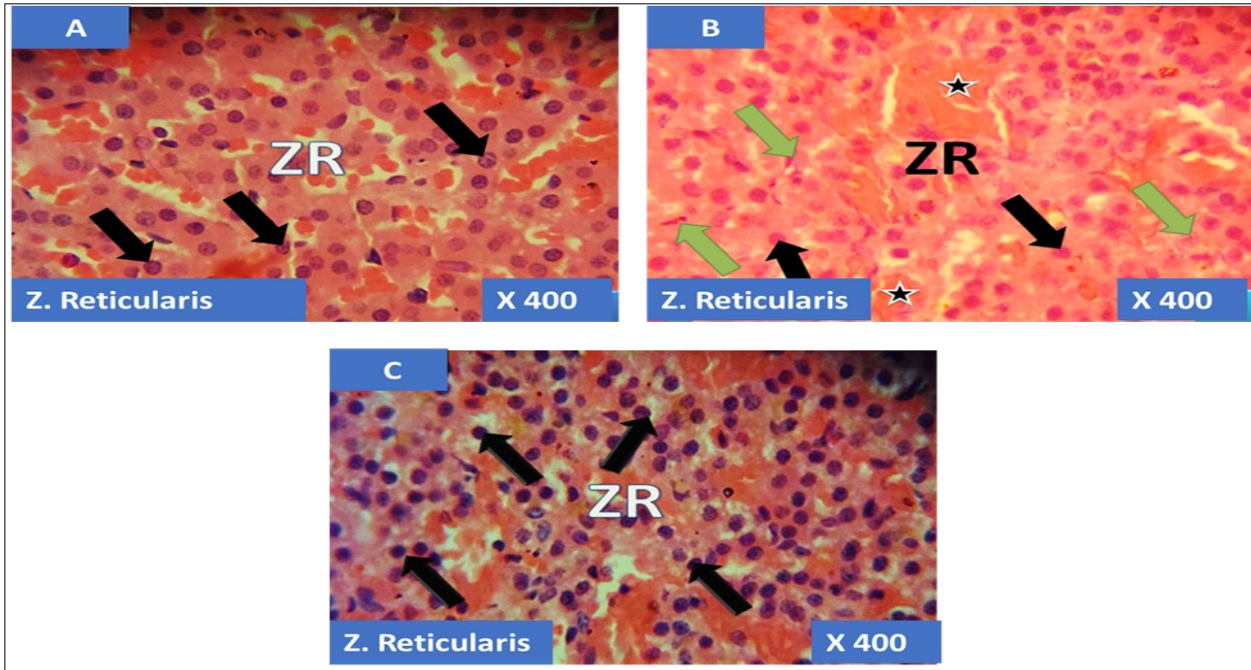 A
ZR
Z. Reticularis
X 400
B
ZR
Z. Reticularis
X 400
C
ZR
Z. Reticularis
X 400